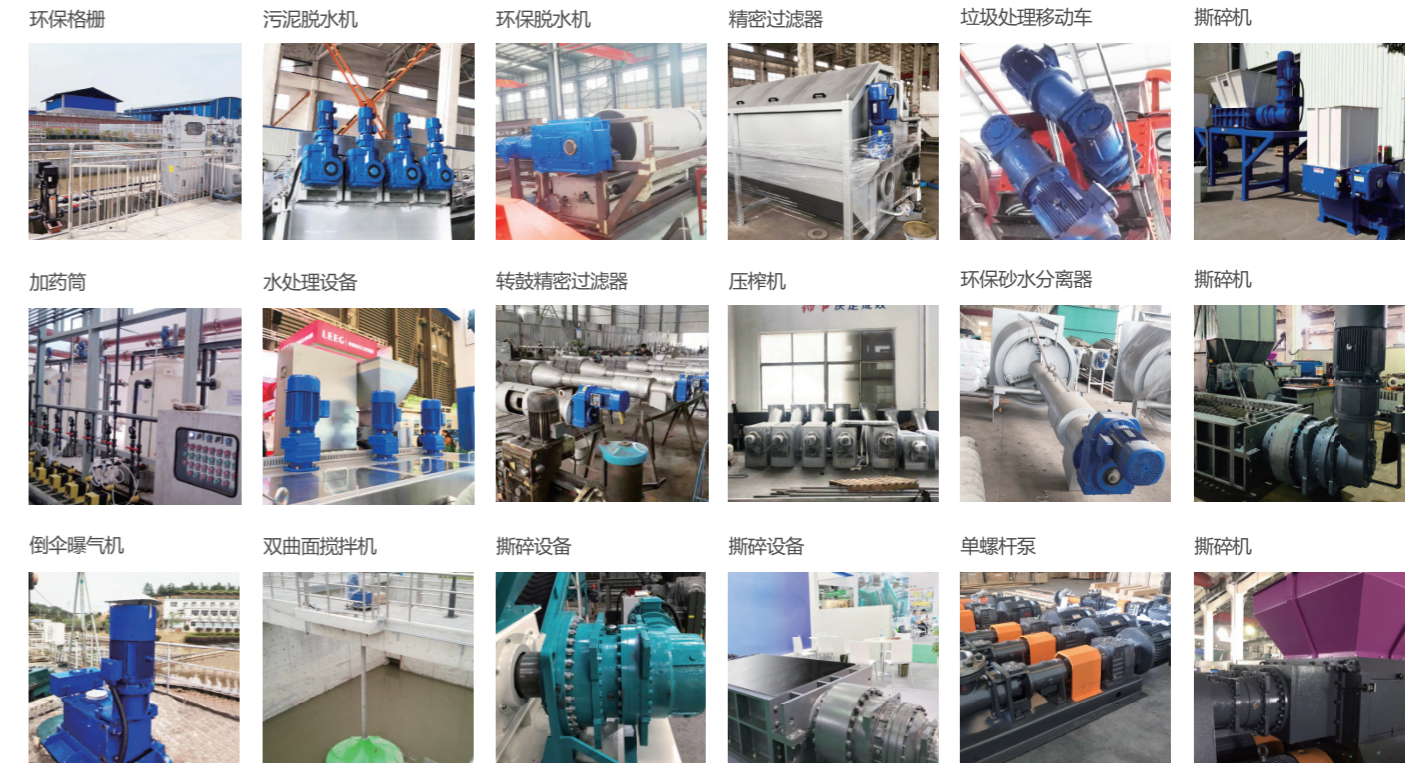 环保格栅
污泥脱水机
环保脱水机
精密过滤器
垃圾处理移动车
撕碎机
加药筒
水处理设备
转鼓精密过滤器
压榨机
环保砂水分离器
撕碎机
LEEG
倒伞曝气机
双曲面搅拌机
撕碎设备
撕碎设备
单螺杆泵
撕碎机